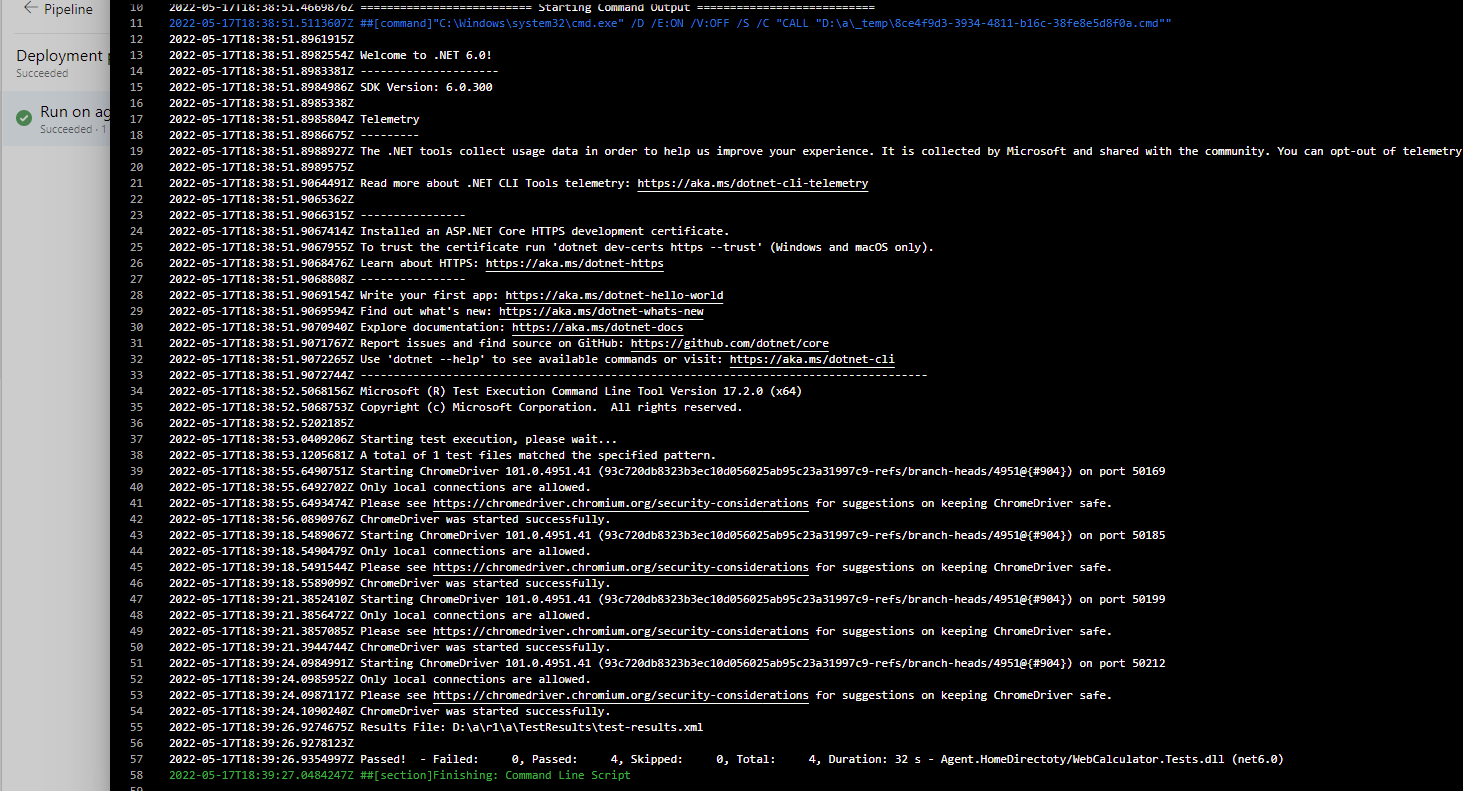 Pipeline
Deployment
Succeeded
Run on ag
Succeeded · 1
10 2022-05-17T18:38:51.4669876Z ========================== Starting Command Output ===========================
11 2022-05-17T18:38:51.5113607Z ##[command]"C:\Windows\system32\cmd.exe" /D /E:ON /V:OFF /S /C "CALL "D:\a\_temp\8ce4f9d3-3934-4811-b16c-38fe8e5d8f0a.cmd""
12 2022-05-17T18:38:51.8961915Z
13 2022-05-17T18:38:51.8982554Z Welcome to .NET 6.0!
14 2022-05-17T18:38:51.8983381Z ---------------------
15 2022-05-17T18:38:51.8984986Z SDK Version: 6.0.300
16 2022-05-17T18:38:51.8985338Z
17 2022-05-17T18:38:51.8985804Z Telemetry
18 2022-05-17T18:38:51.8986675Z ---------
19 2022-05-17T18:38:51.8988927Z The .NET tools collect usage data in order to help us improve your experience. It is collected by Microsoft and shared with the community. You can opt-out of telemetry
20 2022-05-17T18:38:51.8989575Z
21 2022-05-17T18:38:51.9064491Z Read more about .NET CLI Tools telemetry: https://aka.ms/dotnet-cli-telemetry
22 2022-05-17T18:38:51.9065362Z
23 2022-05-17T18:38:51.9066315Z ----------------
24 2022-05-17T18:38:51.9067414Z Installed an ASP.NET Core HTTPS development certificate.
25 2022-05-17T18:38:51.9067955Z To trust the certificate run 'dotnet dev-certs https --trust' (Windows and macOS only).
26 2022-05-17T18:38:51.9068476Z Learn about HTTPS: https://aka.ms/dotnet-https
27 2022-05-17T18:38:51.9068808Z ----------------
28 2022-05-17T18:38:51.9069154Z Write your first app: https://aka.ms/dotnet-hello-world
29 2022-05-17T18:38:51.9069594Z Find out what's new: https://aka.ms/dotnet-whats-new
30 2022-05-17T18:38:51.9070940Z Explore documentation: https://aka.ms/dotnet-docs
31 2022-05-17T18:38:51.9071767Z Report issues and find source on GitHub: https://github.com/dotnet/core
32 2022-05-17T18:38:51.9072265Z Use 'dotnet --help' to see available commands or visit: https://aka.ms/dotnet-cli
33 2022-05-17T18:38:51.9072744Z --------------------------------------------------------------------------------------
34 2022-05-17T18:38:52.5068156Z Microsoft (R) Test Execution Command Line Tool Version 17.2.0 (x64)
35 2022-05-17T18:38:52.5068753Z Copyright (c) Microsoft Corporation.  All rights reserved.
36 2022-05-17T18:38:52.5202185Z
37 2022-05-17T18:38:53.0409206Z Starting test execution, please wait...
38 2022-05-17T18:38:53.1205681Z A total of 1 test files matched the specified pattern.
39 2022-05-17T18:38:55.6490751Z Starting ChromeDriver 101.0.4951.41 (93c720db8323b3ec10d056025ab95c23a31997c9-refs/branch-heads/4951@{#904}) on port 50169
40 2022-05-17T18:38:55.6492702Z Only local connections are allowed.
41 2022-05-17T18:38:55.6493474Z Please see https://chromedriver.chromium.org/security-considerations for suggestions on keeping ChromeDriver safe.
42 2022-05-17T18:38:56.0890976Z ChromeDriver was started successfully.
43 2022-05-17T18:39:18.5489067Z Starting ChromeDriver 101.0.4951.41 (93c720db8323b3ec10d056025ab95c23a31997c9-refs/branch-heads/4951@{#904}) on port 50185
44 2022-05-17T18:39:18.5490479Z Only local connections are allowed.
45 2022-05-17T18:39:18.5491544Z Please see https://chromedriver.chromium.org/security-considerations for suggestions on keeping ChromeDriver safe.
46 2022-05-17T18:39:18.5589099Z ChromeDriver was started successfully.
47 2022-05-17T18:39:21.3852410Z Starting ChromeDriver 101.0.4951.41 (93c720db8323b3ec10d056025ab95c23a31997c9-refs/branch-heads/4951@{#904}) on port 50199
48 2022-05-17T18:39:21.3856472Z Only local connections are allowed.
49 2022-05-17T18:39:21.3857085Z Please see https://chromedriver.chromium.org/security-considerations for suggestions on keeping ChromeDriver safe.
50 2022-05-17T18:39:21.3944744Z ChromeDriver was started successfully.
51 2022-05-17T18:39:24.0984991Z Starting ChromeDriver 101.0.4951.41 (93c720db8323b3ec10d056025ab95c23a31997c9-refs/branch-heads/4951@{#904}) on port 50212
52 2022-05-17T18:39:24.0985952Z Only local connections are allowed.
53 2022-05-17T18:39:24.0987117Z Please see https://chromedriver.chromium.org/security-considerations for suggestions on keeping ChromeDriver safe.
54 2022-05-17T18:39:24.1090240Z ChromeDriver was started successfully.
55 2022-05-17T18:39:26.9274675Z Results File: D:\a\r1\a\TestResults\test-results.xml
56 2022-05-17T18:39:26.9278123Z
57 2022-05-17T18:39:26.9354997Z Passed!  - Failed:     0, Passed:     4, Skipped:     0, Total:     4, Duration: 32 s - Agent.HomeDirectoty/WebCalculator.Tests.dll (net6.0)
58 2022-05-17T18:39:27.0484247Z ##[section]Finishing: Command Line Script